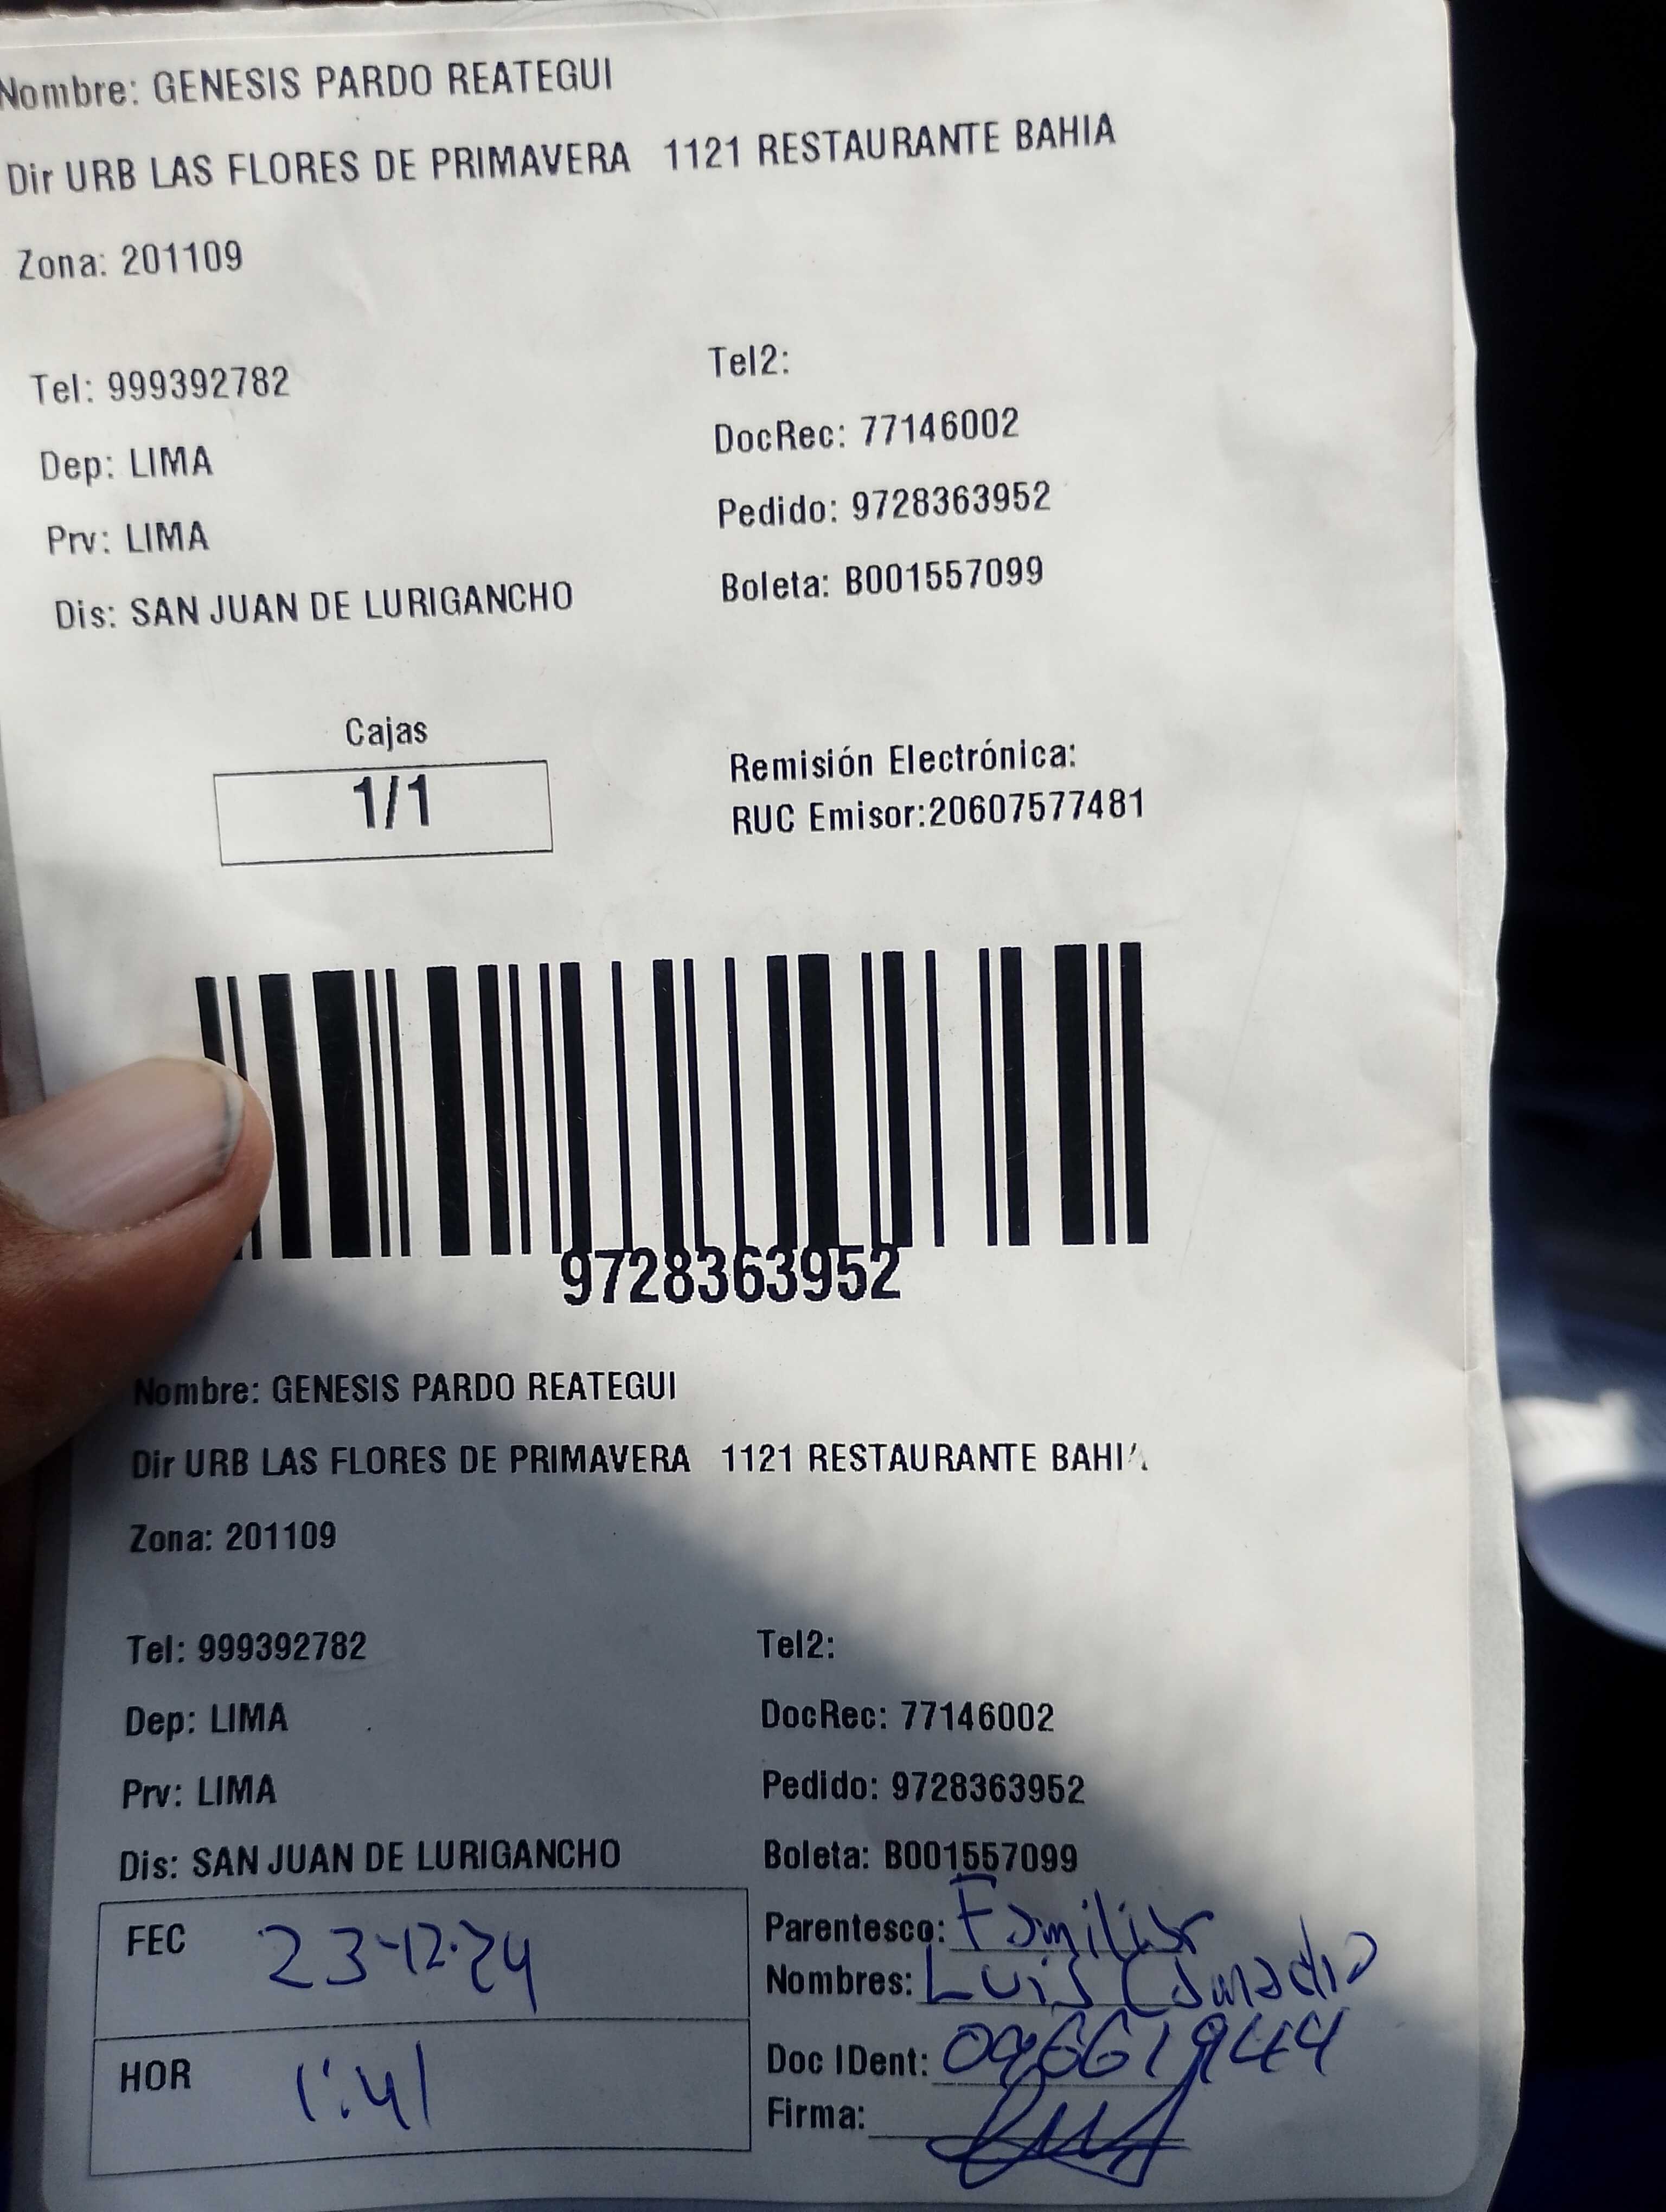 Nombre: GENESIS PARDO REATEGUI
Dir URB LAS FLORES DE PRIMAVERA 1121 RESTAURANTE BAHIA
Zona: 201109
Tel: 999392782
Tel2:
Dep: LIMA
DocRec: 77146002
Prv: LIMA
Pedido: 9728363952
Dis: SAN JUAN DE LURIGANCHO
Boleta: B001557099
Cajas
1/1
Remisión Electrónica:
RUC Emisor:20607577481
9728363952
Nombre: GENESIS PARDO REATEGUI
Dir URB LAS FLORES DE PRIMAVERA 1121 RESTAURANTE BAHIA
Zona: 201109
Tel: 999392782
Tel2:
Dep: LIMA
DocRec: 77146002
Prv: LIMA
Pedido: 9728363952
Dis: SAN JUAN DE LURIGANCHO
Boleta: B001557099
FEC 23-12-24
Parentesco: Familiar
Nombres: Luis
HOR 1:41
Doc IDent:
Firma: